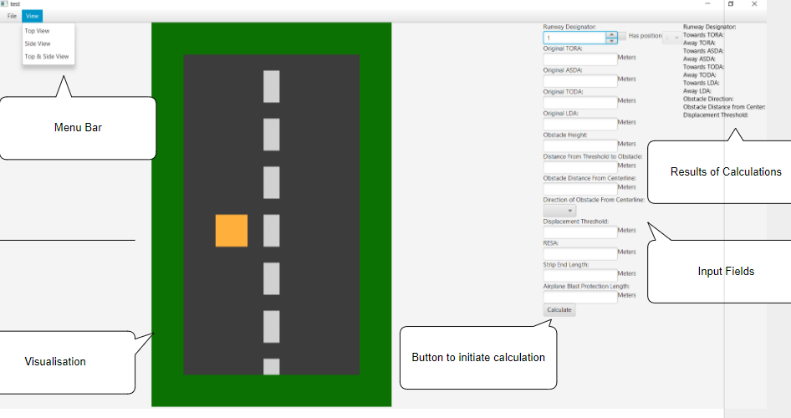 test
File View
Top View
Side View
Top & Side View
Menu Bar
Visualisation
Runway Designator:
1
Has position
Original TORA:
Meters
Original ASDA:
Meters
Original TODA:
Meters
Original LDA:
Meters
Obstacle Height:
Meters
Distance From Threshold to Obstacle:
Meters
Obstacle Distance From Centerline:
Meters
Direction of Obstacle From Centerline:
Displacement Threshold:
Meters
RESA:
Meters
Strip End Length:
Meters
Airplane Blast Protection Length:
Meters
Calculate
Button to initiate calculation
Runway Designator:
Towards TORA:
Away TORA:
Towards ASDA:
Away ASDA:
Towards TODA:
Away TODA:
Towards LDA:
Away LDA:
Obstacle Direction:
Obstacle Distance from Center:
Displacement Threshold:
Results of Calculations
Input Fields